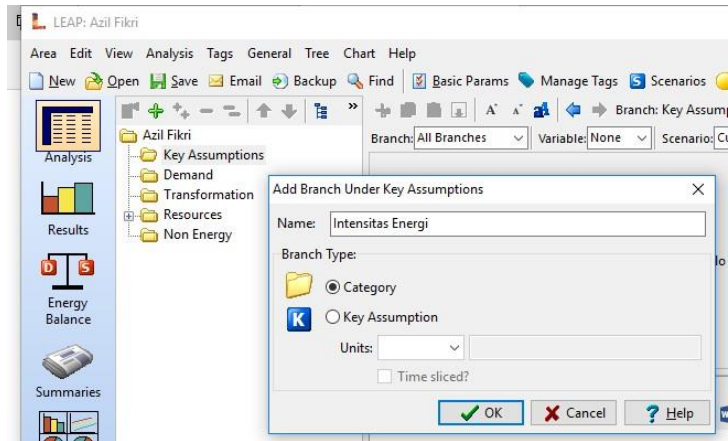 LEAP: Azil Fikri
Area Edit View Analysis Tags General Tree Chart Help
New Open Save Email Backup Find Basic Params Manage Tags Scenarios
» Branch: Key Assump
Azil Fikri
Key Assumptions
Demand
Transformation
Resources
Non Energy
Branch: All Branches Variable: None Scenario: Cu
Analysis
Results
Energy Balance
Summaries
Add Branch Under Key Assumptions
Name: Intensitas Energi
Branch Type:
Category
K Key Assumption
Units:
Time sliced?
OK Cancel ? Help
D S